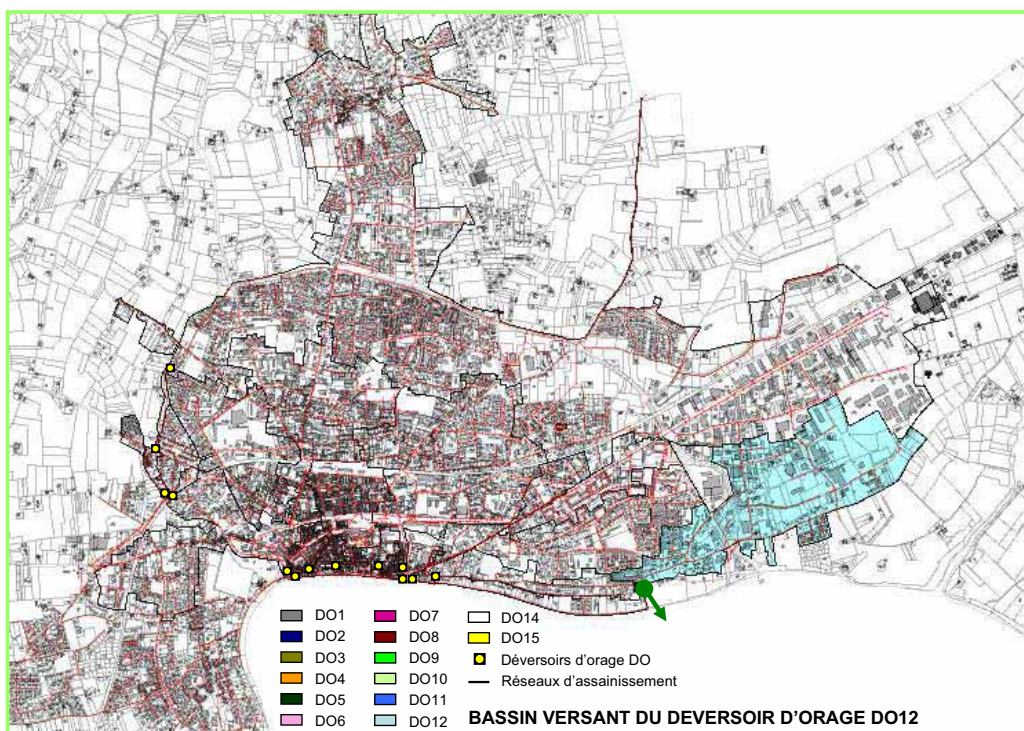 DO1
DO2
DO3
DO4
DO5
DO6
DO7
DO8
DO9
DO10
DO11
DO12
DO14
DO15
Déversoirs d'orage DO
Réseaux d'assainissement
BASSIN VERSANT DU DEVERSOIR D'ORAGE DO12